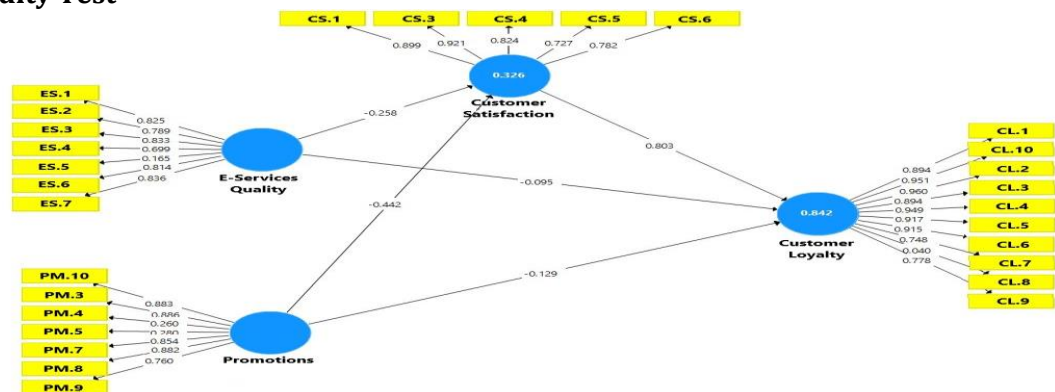 Test
CS.1
CS.3
CS.4
CS.5
CS.6
0.899
0.921
0.824
0.727
0.782
0.326
Customer
Satisfaction
ES.1
ES.2
ES.3
ES.4
ES.5
ES.6
ES.7
0.825
0.789
0.833
0.699
0.165
0.814
0.836
E-Services
Quality
-0.258
-0.442
-0.095
0.803
-0.129
0.842
Customer
Loyalty
0.894
0.951
0.960
0.894
0.949
0.917
0.915
0.748
0.040
0.778
CL.1
CL.10
CL.2
CL.3
CL.4
CL.5
CL.6
CL.7
CL.8
CL.9
PM.10
PM.3
PM.4
PM.5
PM.7
PM.8
PM.9
0.883
0.886
0.260
0.280
0.854
0.882
0.760
Promotions